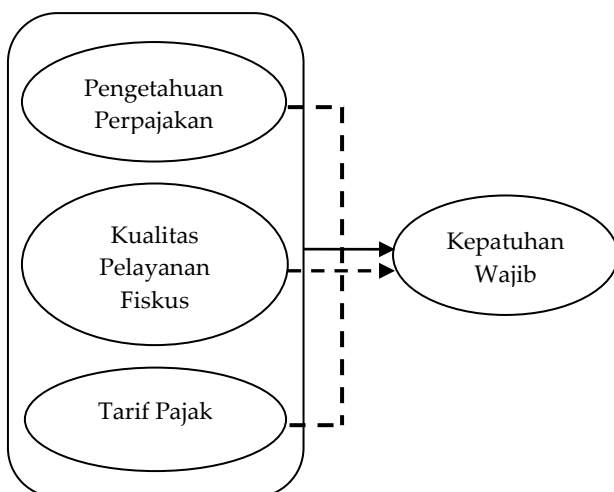 Pengetahuan
Perpajakan
Kualitas
Pelayanan
Fiskus
Tarif Pajak
Kepatuhan
Wajib